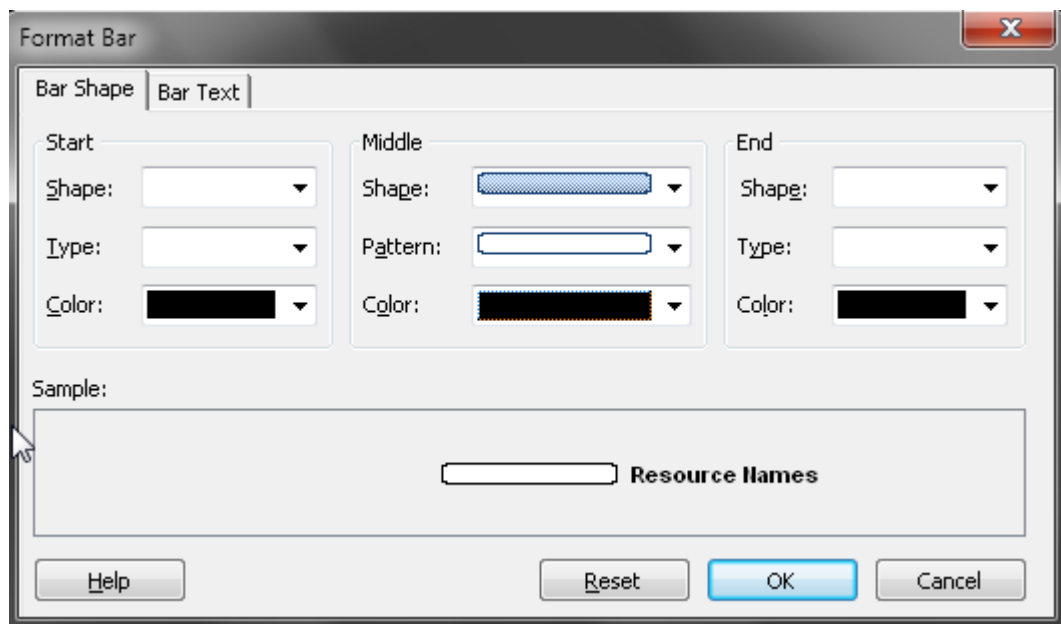 Format Bar
Bar Shape Bar Text
Start Middle End
Shape: Shape: Shape:
Type: Pattern: Type:
Color: Color: Color:
Sample:
Resource Names
Help Reset OK Cancel